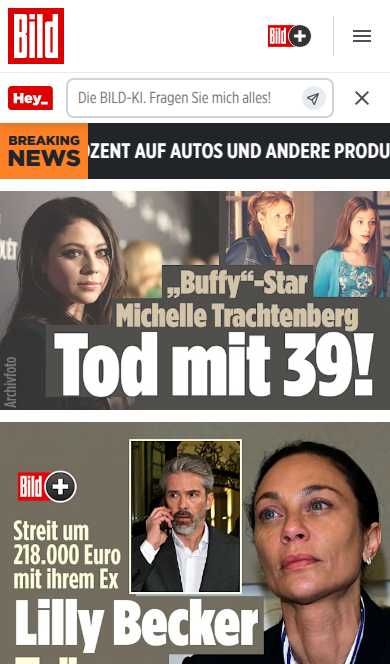 Bild
Bild+
Hey_
Die BILD-KI. Fragen Sie mich alles!
BREAKING
NEWS
OZENT AUF AUTOS UND ANDERE PRODU
„Buffy“-Star
Michelle Trachtenberg
Tod mit 39!
Archivfoto
Bild+
Streit um
218.000 Euro
mit ihrem Ex
Lilly Becker